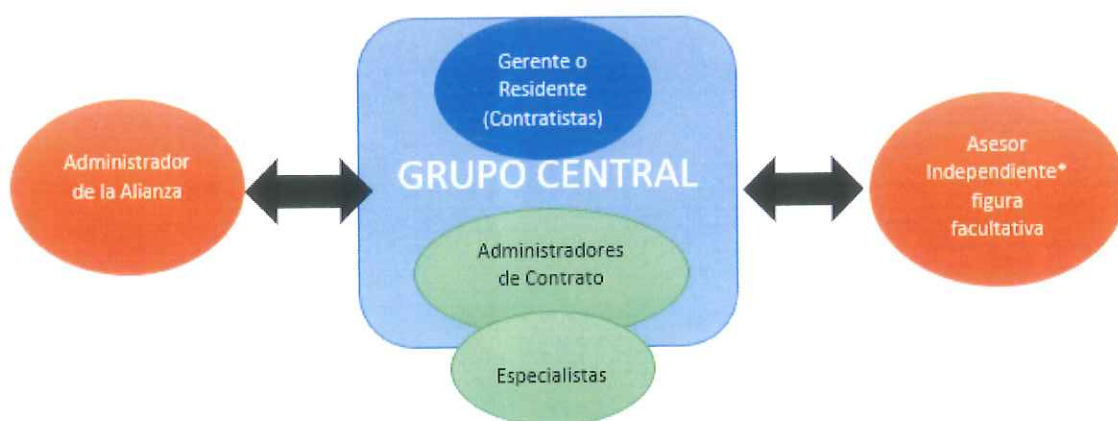 Gerente o
Residente
(Contratistas)
Administrador
de la Alianza
GRUPO CENTRAL
Asesor
Independiente*
figura
facultativa
Administradores
de Contrato
Especialistas